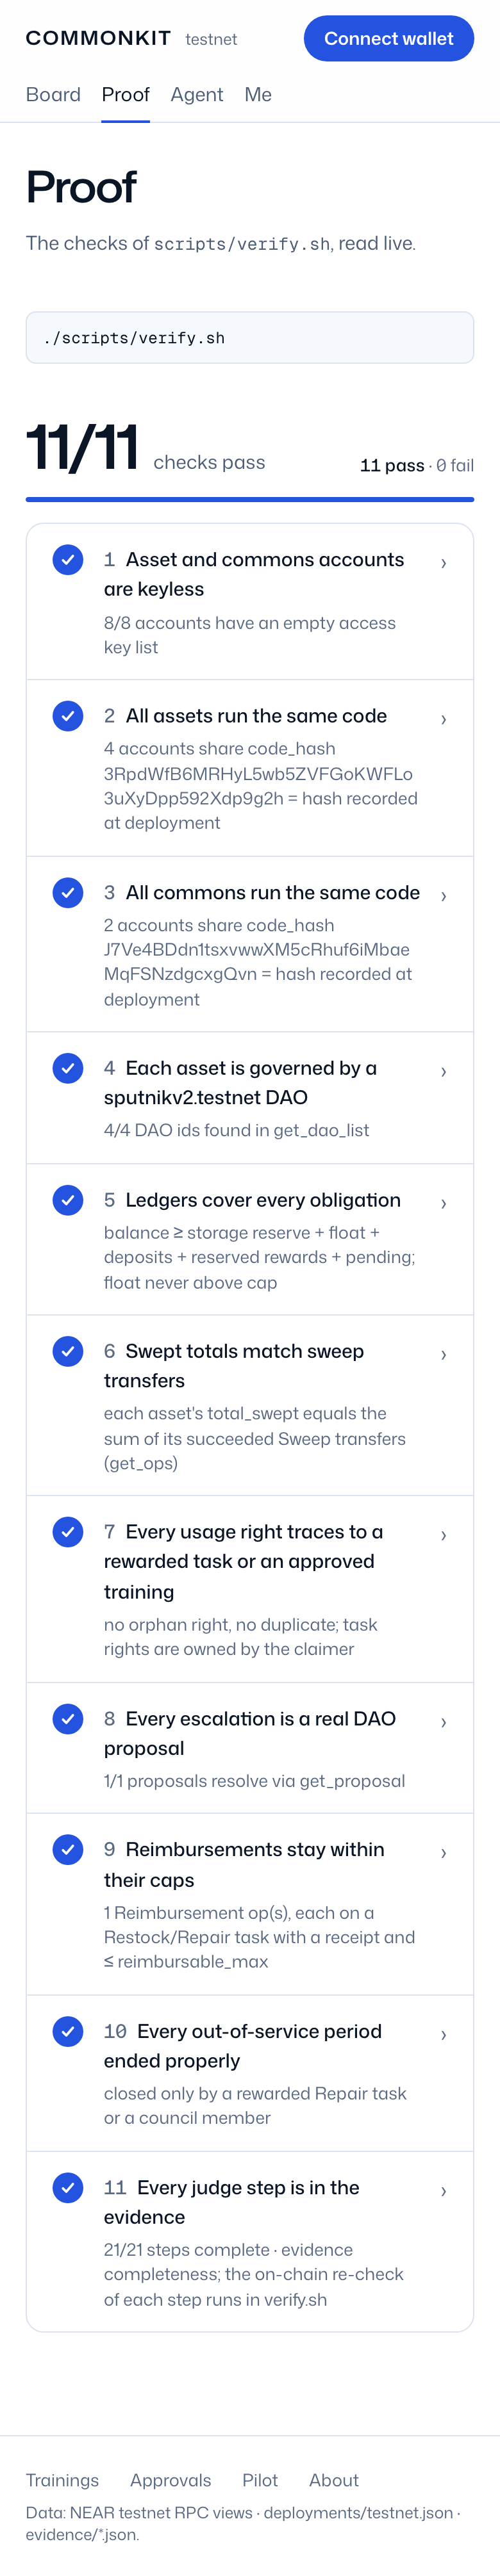 COMMONKIT testnet Connect wallet
Board Proof Agent Me
Proof
The checks of scripts/verify.sh, read live.
./scripts/verify.sh
11/11 checks pass 11 pass · 0 fail
1 Asset and commons accounts ›
are keyless
8/8 accounts have an empty access
key list
2 All assets run the same code ›
4 accounts share code_hash
3RpdWfB6MRHyL5wb5ZVFGoKWFLo
3uXyDpp592Xdp9g2h = hash recorded
at deployment
3 All commons run the same code ›
2 accounts share code_hash
J7Ve4BDdn1tsxvwwXM5cRhuf6iMbae
MqFSNzdgcxgQvn = hash recorded at
deployment
4 Each asset is governed by a ›
sputnikv2.testnet DAO
4/4 DAO ids found in get_dao_list
5 Ledgers cover every obligation ›
balance ≥ storage reserve + float +
deposits + reserved rewards + pending;
float never above cap
6 Swept totals match sweep ›
transfers
each asset's total_swept equals the
sum of its succeeded Sweep transfers
(get_ops)
7 Every usage right traces to a ›
rewarded task or an approved
training
no orphan right, no duplicate; task
rights are owned by the claimer
8 Every escalation is a real DAO ›
proposal
1/1 proposals resolve via get_proposal
9 Reimbursements stay within ›
their caps
1 Reimbursement op(s), each on a
Restock/Repair task with a receipt and
≤ reimbursable_max
10 Every out-of-service period ›
ended properly
closed only by a rewarded Repair task
or a council member
11 Every judge step is in the ›
evidence
21/21 steps complete · evidence
completeness; the on-chain re-check
of each step runs in verify.sh
Trainings Approvals Pilot About
Data: NEAR testnet RPC views · deployments/testnet.json ·
evidence/*.json.